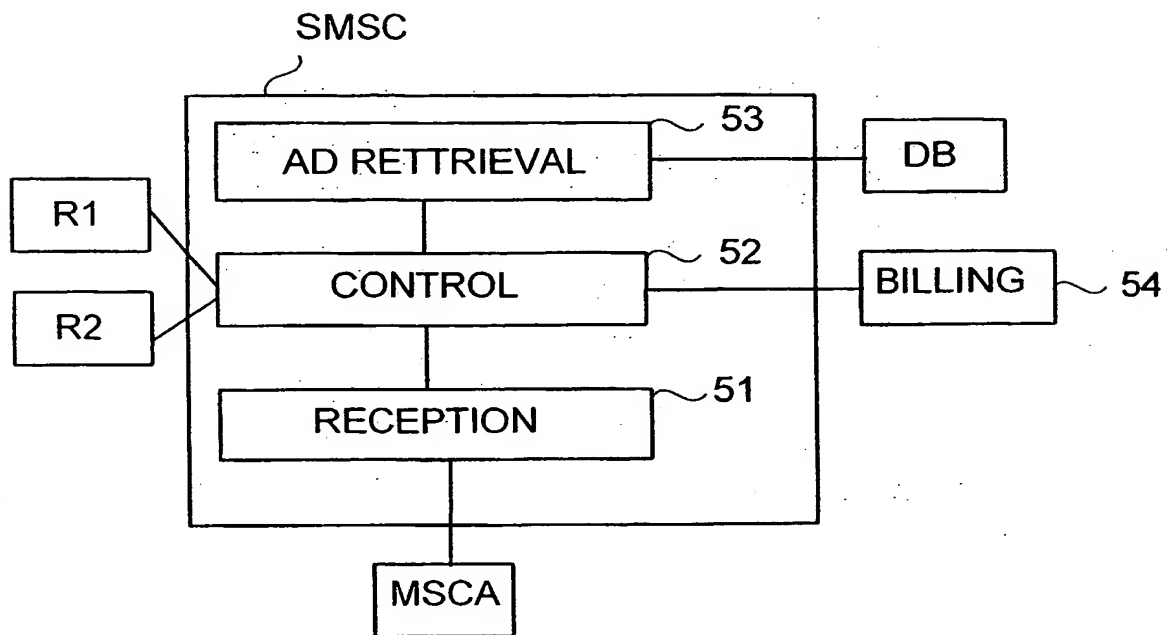 SMSC
53
AD RETTRIEVAL
DB
R1
52
CONTROL
BILLING
54
R2
51
RECEPTION
MSCA